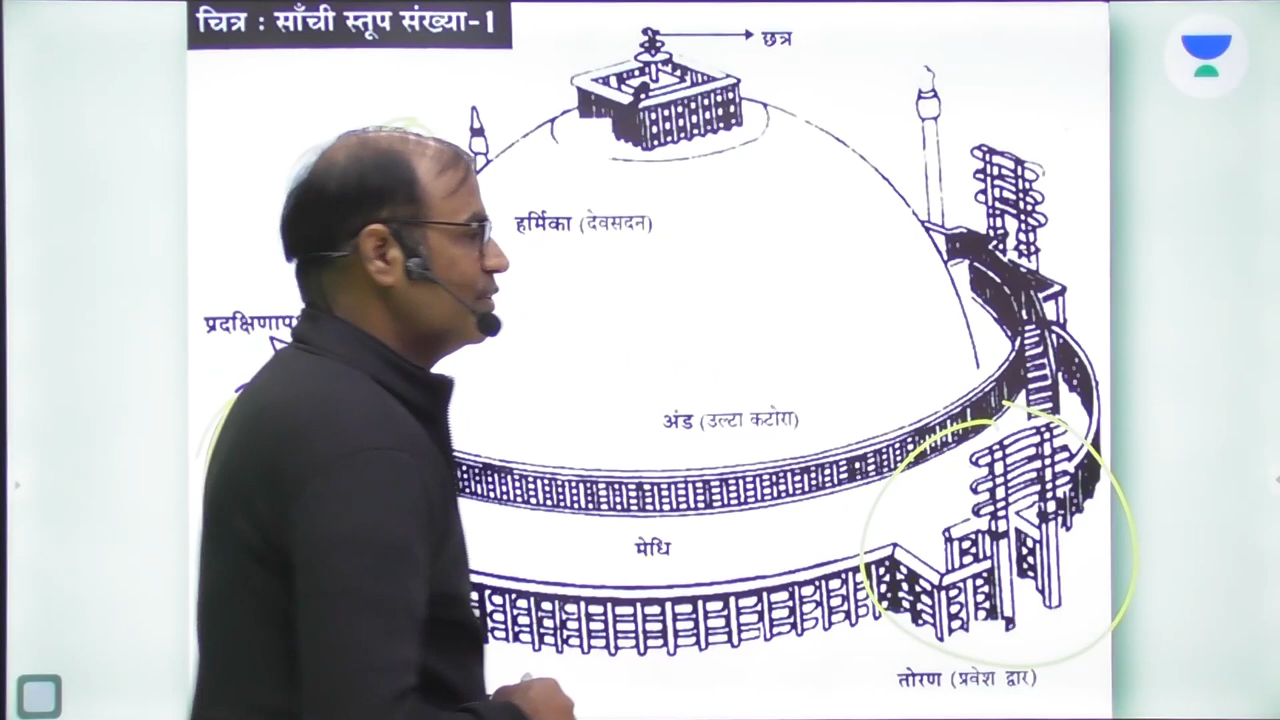 चित्र : साँची स्तूप संख्या-1
छत्र
हर्मिका (देवसदन)
अंड (उल्टा कटोरा)
मेधि
तोरण (प्रवेश द्वार)